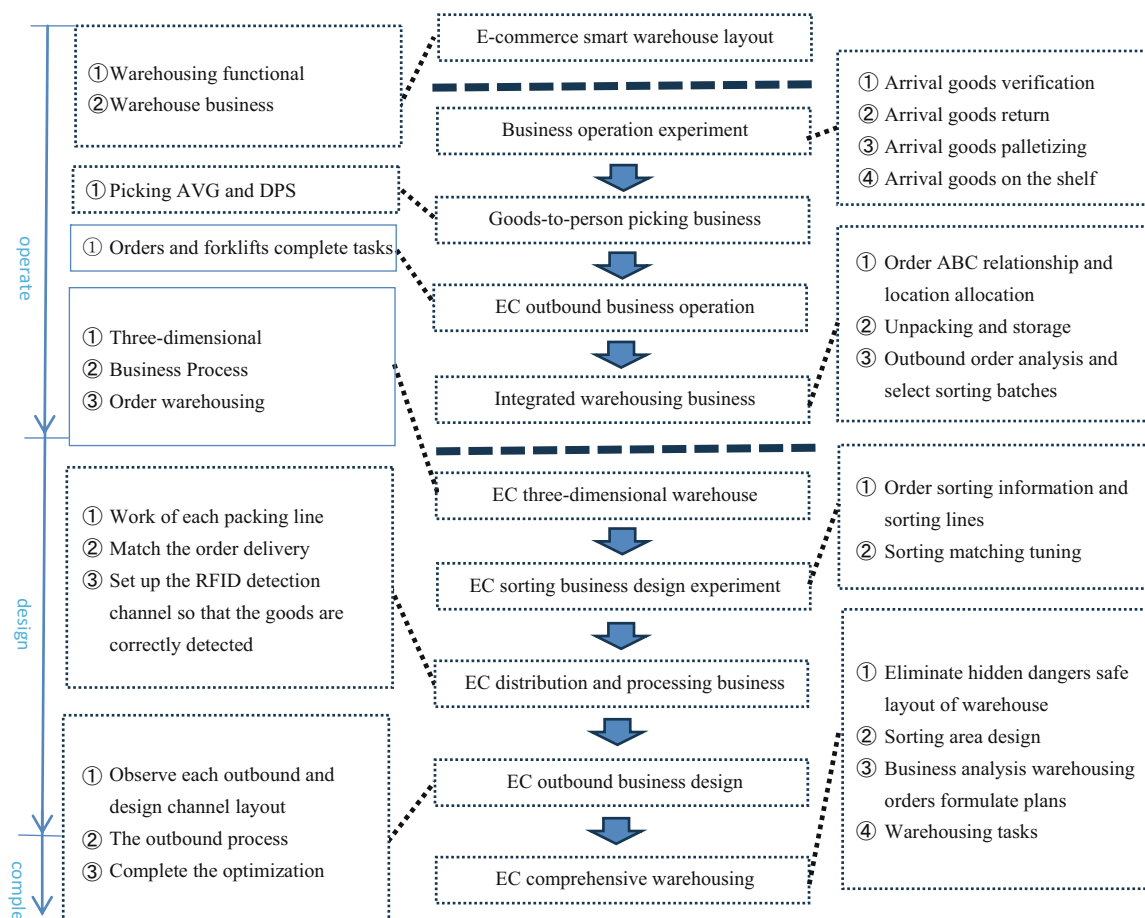 E-commerce smart warehouse layout
①Warehousing functional
②Warehouse business
① Arrival goods verification
② Arrival goods return
③ Arrival goods palletizing
④ Arrival goods on the shelf
Business operation experiment
① Picking AVG and DPS
Goods-to-person picking business
① Orders and forklifts complete tasks
operate
① Order ABC relationship and
location allocation
② Unpacking and storage
③ Outbound order analysis and
select sorting batches
EC outbound business operation
① Three-dimensional
② Business Process
③ Order warehousing
Integrated warehousing business
EC three-dimensional warehouse
① Order sorting information and
sorting lines
② Sorting matching tuning
① Work of each packing line
② Match the order delivery
③ Set up the RFID detection
channel so that the goods are
correctly detected
EC sorting business design experiment
design
EC distribution and processing business
① Eliminate hidden dangers safe
layout of warehouse
② Sorting area design
③ Business analysis warehousing
orders formulate plans
④ Warehousing tasks
① Observe each outbound and
design channel layout
② The outbound process
③ Complete the optimization
EC outbound business design
EC comprehensive warehousing
comple